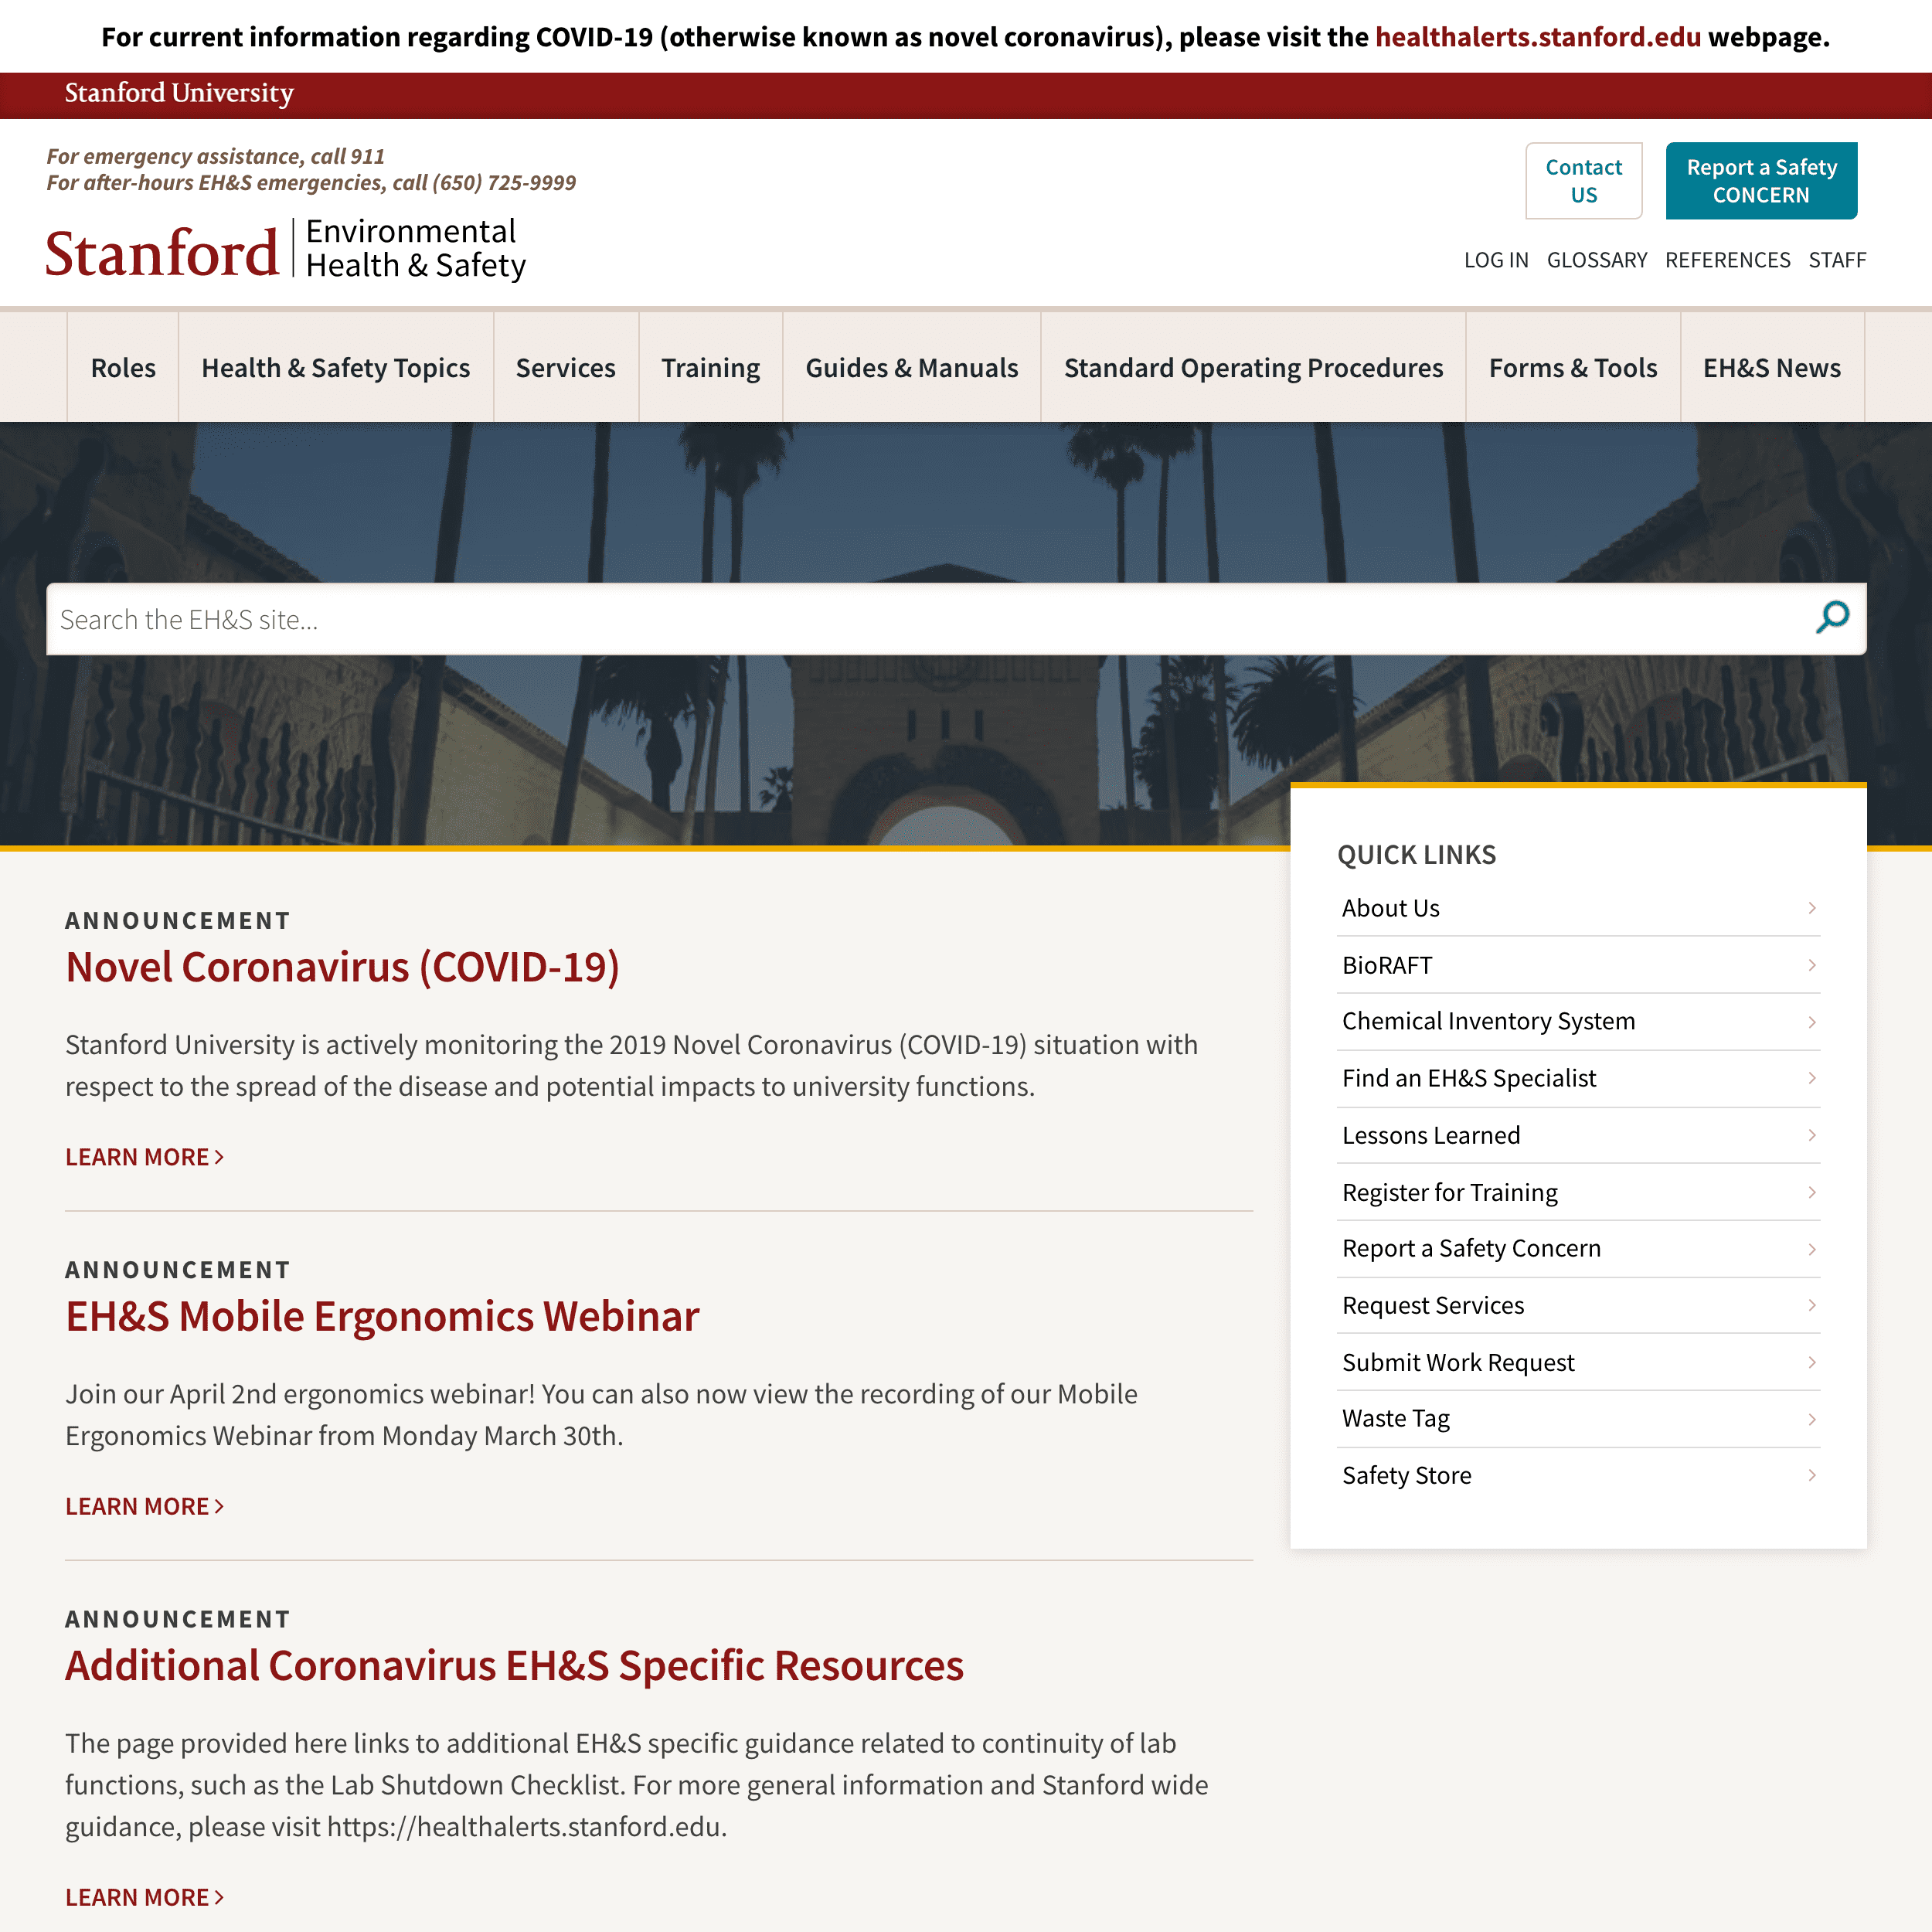 For current information regarding COVID-19 (otherwise known as novel coronavirus), please visit the healthalerts.stanford.edu webpage.
Stanford University
For emergency assistance, call 911
For after-hours EH&S emergencies, call (650) 725-9999
Contact
US
Report a Safety
CONCERN
Stanford
Environmental
Health & Safety
LOG IN GLOSSARY REFERENCES STAFF
Roles Health & Safety Topics Services Training Guides & Manuals Standard Operating Procedures Forms & Tools EH&S News
Search the EH&S site...
ANNOUNCEMENT
Novel Coronavirus (COVID-19)
Stanford University is actively monitoring the 2019 Novel Coronavirus (COVID-19) situation with
respect to the spread of the disease and potential impacts to university functions.
LEARN MORE
ANNOUNCEMENT
EH&S Mobile Ergonomics Webinar
Join our April 2nd ergonomics webinar! You can also now view the recording of our Mobile
Ergonomics Webinar from Monday March 30th.
LEARN MORE
ANNOUNCEMENT
Additional Coronavirus EH&S Specific Resources
The page provided here links to additional EH&S specific guidance related to continuity of lab
functions, such as the Lab Shutdown Checklist. For more general information and Stanford wide
guidance, please visit https://healthalerts.stanford.edu.
LEARN MORE
QUICK LINKS
About Us
BioRAFT
Chemical Inventory System
Find an EH&S Specialist
Lessons Learned
Register for Training
Report a Safety Concern
Request Services
Submit Work Request
Waste Tag
Safety Store